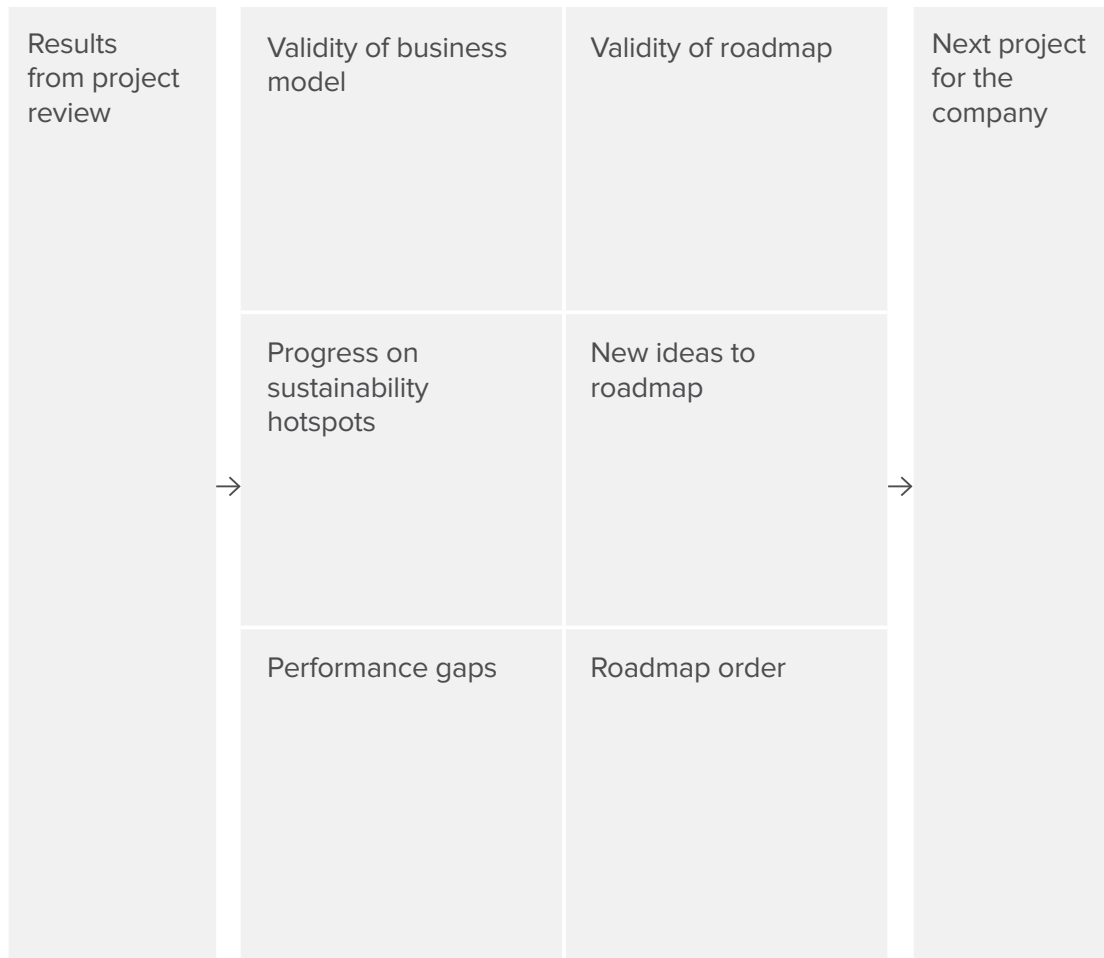 Results
from project
review
Validity of business
model
Validity of roadmap
Progress on
sustainability
hotspots
New ideas to
roadmap
Performance gaps
Roadmap order
Next project
for the
company